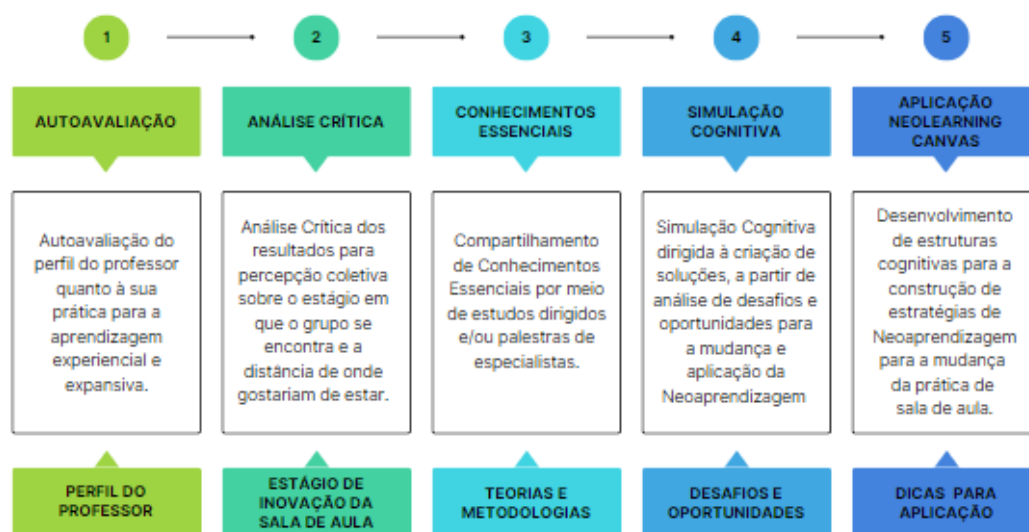 1
2
3
4
5
AUTOAVALIAÇÃO
ANÁLISE CRÍTICA
CONHECIMENTOS
ESSENCIAIS
SIMULAÇÃO
COGNITIVA
APLICAÇÃO
NEOLEARNING
CANVAS
Autoavaliação do
perfil do professor
quanto à sua
prática para a
aprendizagem
experiencial e
expansiva.
Análise Crítica dos
resultados para
percepção coletiva
sobre o estágio em
que o grupo se
encontra e a
distância de onde
gostariam de estar.
Compartilhamento
de Conhecimentos
Essenciais por meio
de estudos dirigidos
e/ou palestras de
especialistas.
Simulação Cognitiva
dirigida à criação de
soluções, a partir de
análise de desafios e
oportunidades para
a mudança e
aplicação da
Neoaprendizagem
Desenvolvimento
de estruturas
cognitivas para a
construção de
estratégias de
Neoaprendizagem
para a mudança
da prática de
sala de aula.
PERFIL DO
PROFESSOR
ESTÁGIO DE
INOVAÇÃO DA
SALA DE AULA
TEORIAS E
METODOLOGIAS
DESAFIOS E
OPORTUNIDADES
DICAS PARA
APLICAÇÃO